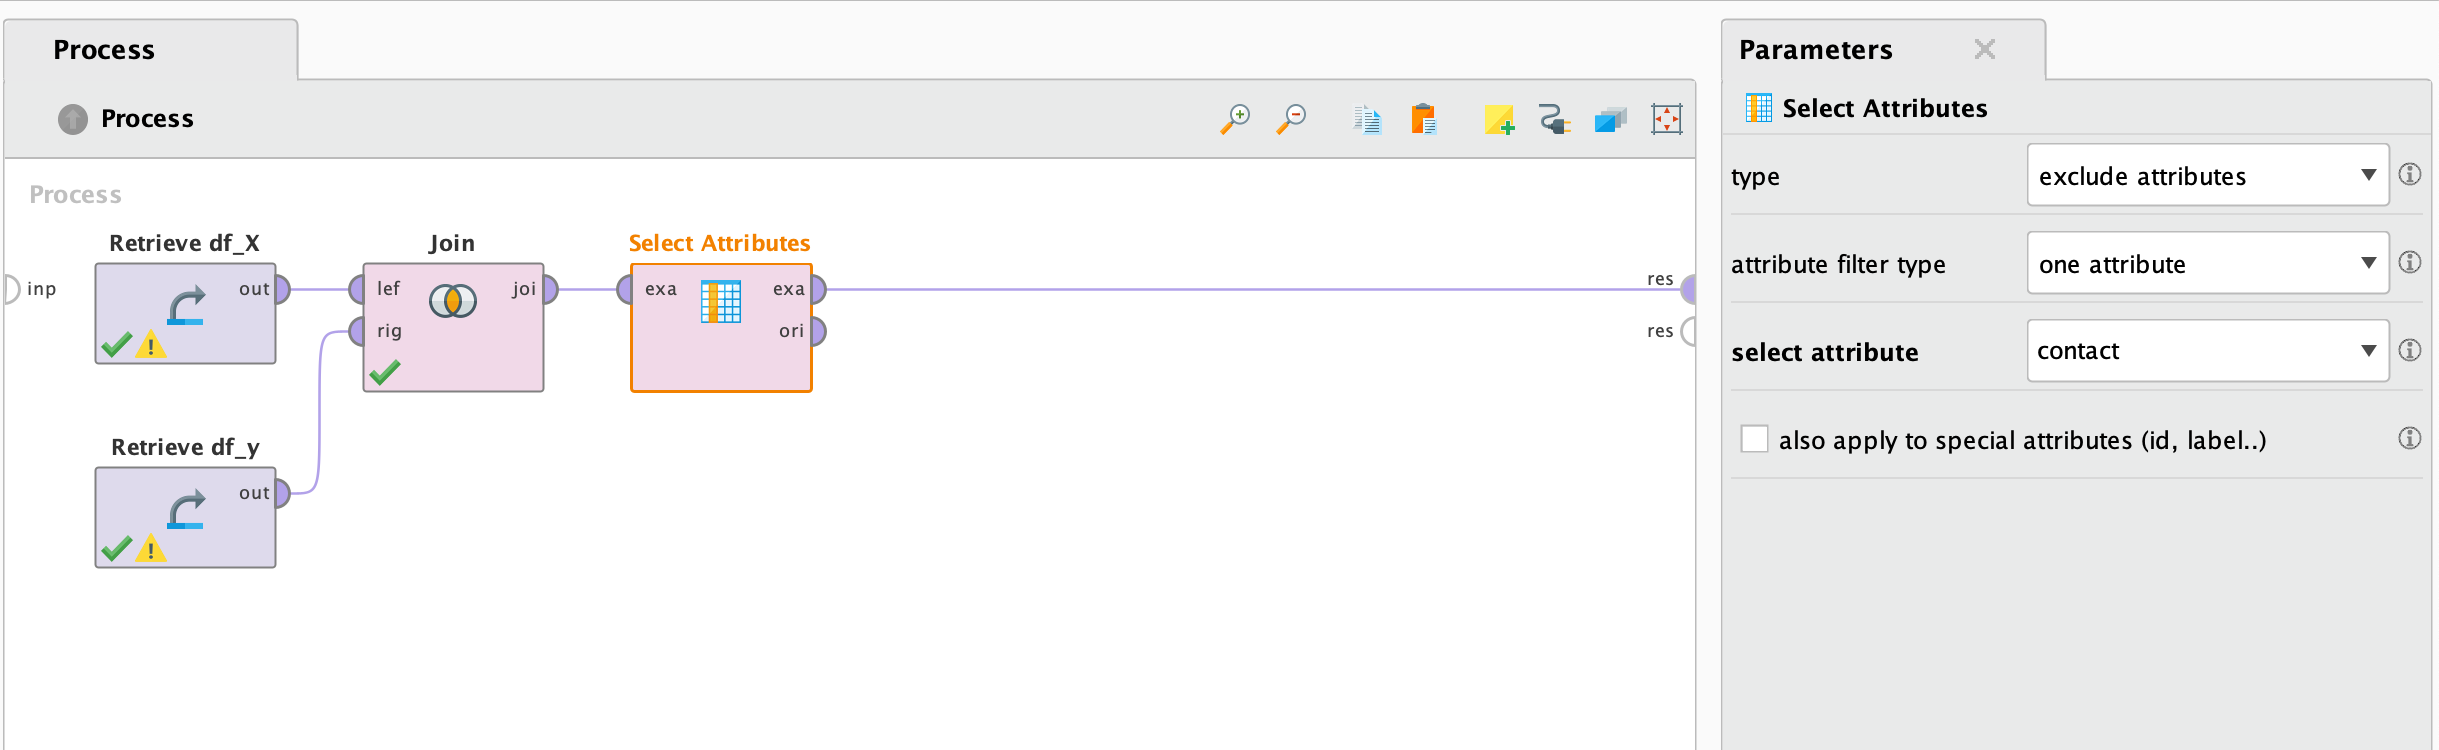 Process
Process
Process
Retrieve df_X
Join
Select Attributes
inp
out
lef
joi
exa
exa
res
rig
ori
res
Retrieve df_y
out
Parameters
Select Attributes
type
exclude attributes
attribute filter type
one attribute
select attribute
contact
also apply to special attributes (id, label..)